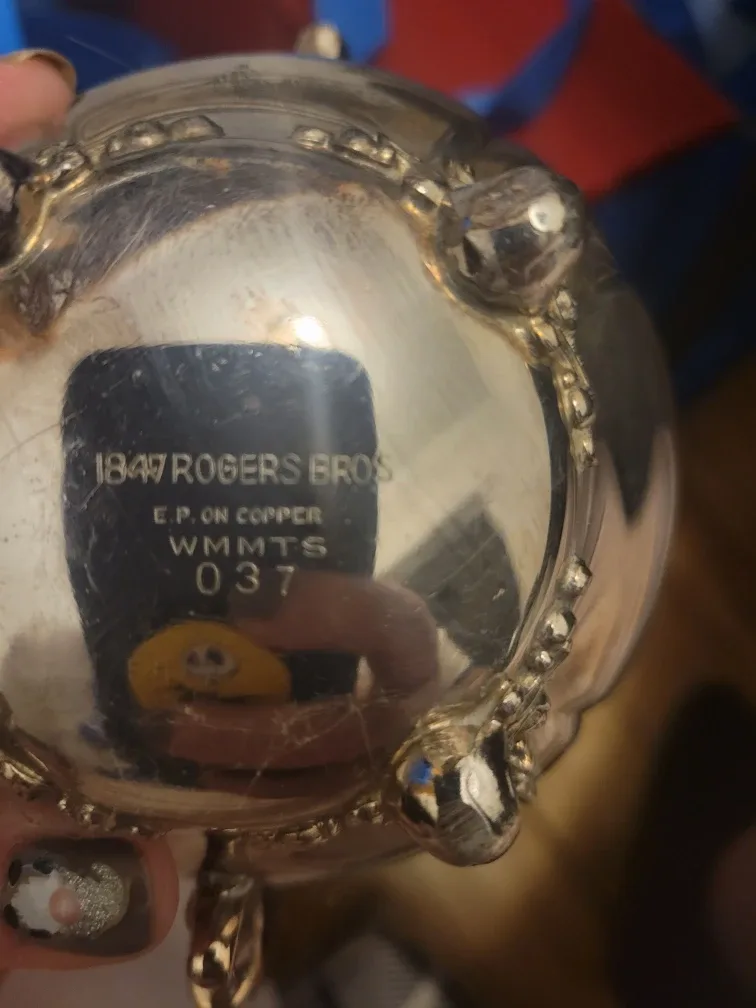 1847 ROGERS BROS
E.P. ON COPPER
WMMTS
037